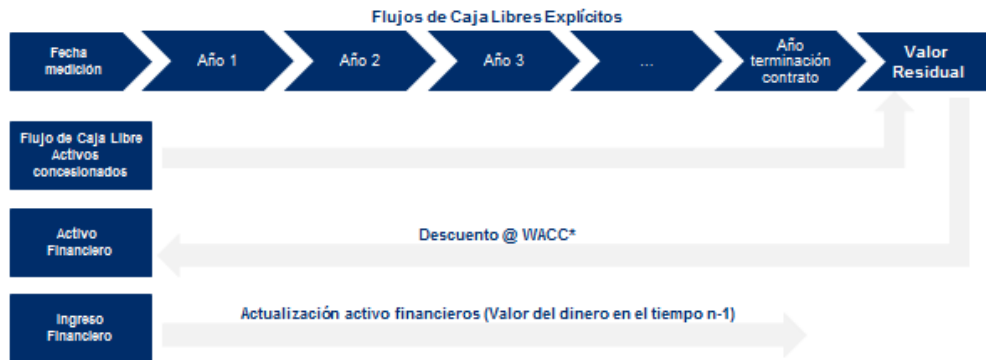 Flujos de Caja Libres Explícitos
Fecha
medición
Año 1
Año 2
Año 3
...
Año
terminación
contrato
Valor
Residual
Flujo de Caja Libre
Activos
concesionados
Activo
Financiero
Descuento @ WACC*
Ingreso
Financiero
Actualización activo financieros (Valor del dinero en el tiempo n-1)